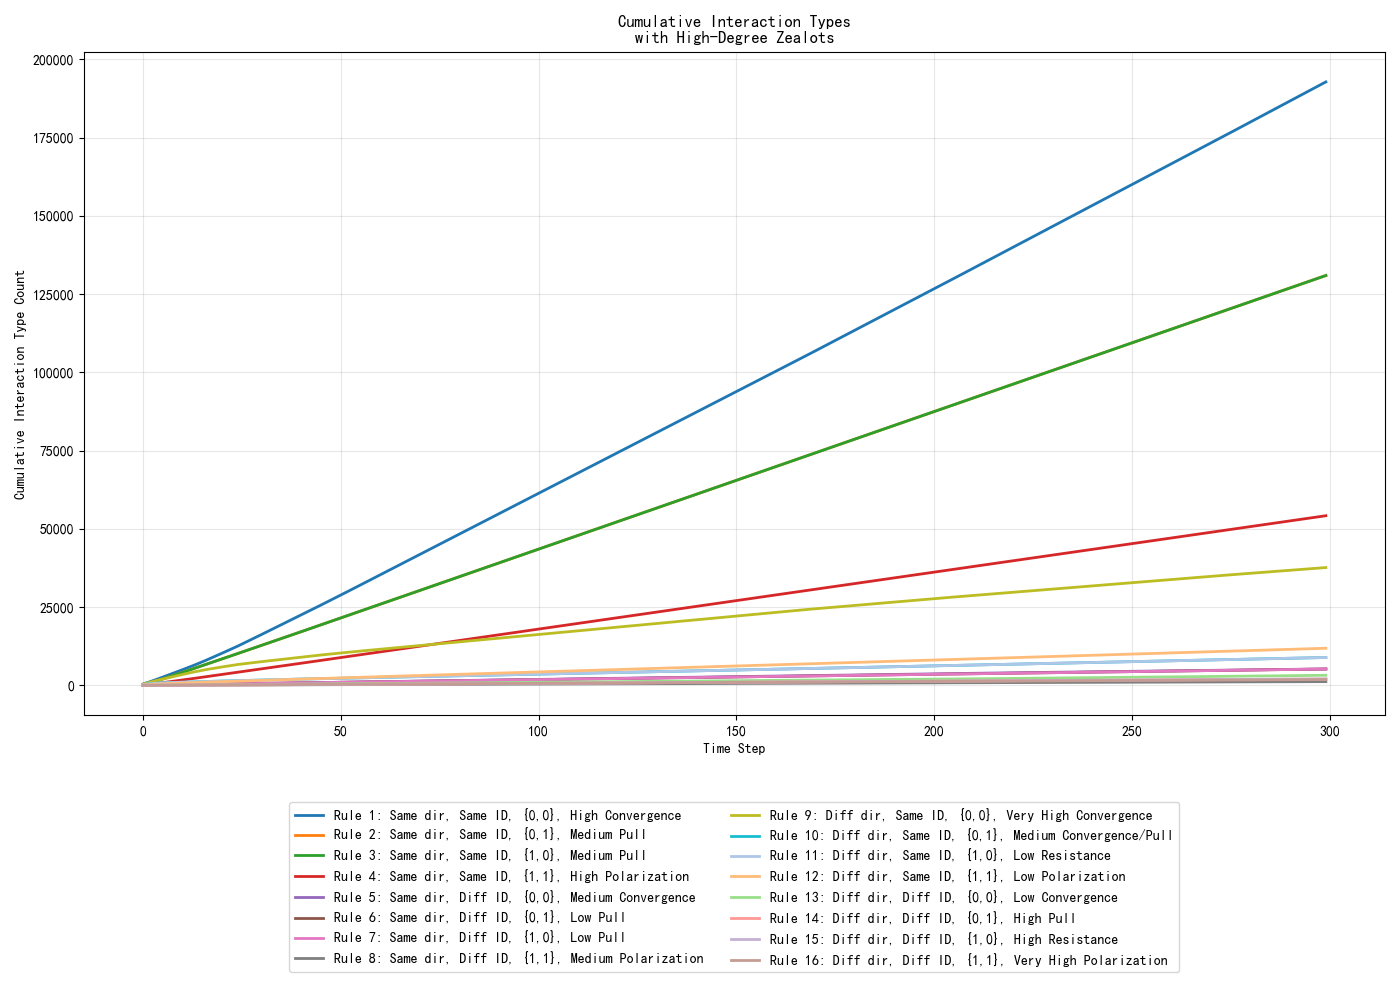 Cumulative Interaction Types
with High-Degree Zealots
Cumulative Interaction Type Count
200000
175000
150000
125000
100000
75000
50000
25000
0
0 50 100 150 200 250 300
Time Step
Rule 1: Same dir, Same ID, {0,0}, High Convergence
Rule 2: Same dir, Same ID, {0,1}, Medium Pull
Rule 3: Same dir, Same ID, {1,0}, Medium Pull
Rule 4: Same dir, Same ID, {1,1}, High Polarization
Rule 5: Same dir, Diff ID, {0,0}, Medium Convergence
Rule 6: Same dir, Diff ID, {0,1}, Low Pull
Rule 7: Same dir, Diff ID, {1,0}, Low Pull
Rule 8: Same dir, Diff ID, {1,1}, Medium Polarization
Rule 9: Diff dir, Same ID, {0,0}, Very High Convergence
Rule 10: Diff dir, Same ID, {0,1}, Medium Convergence/Pull
Rule 11: Diff dir, Same ID, {1,0}, Low Resistance
Rule 12: Diff dir, Same ID, {1,1}, Low Polarization
Rule 13: Diff dir, Diff ID, {0,0}, Low Convergence
Rule 14: Diff dir, Diff ID, {0,1}, High Pull
Rule 15: Diff dir, Diff ID, {1,0}, High Resistance
Rule 16: Diff dir, Diff ID, {1,1}, Very High Polarization